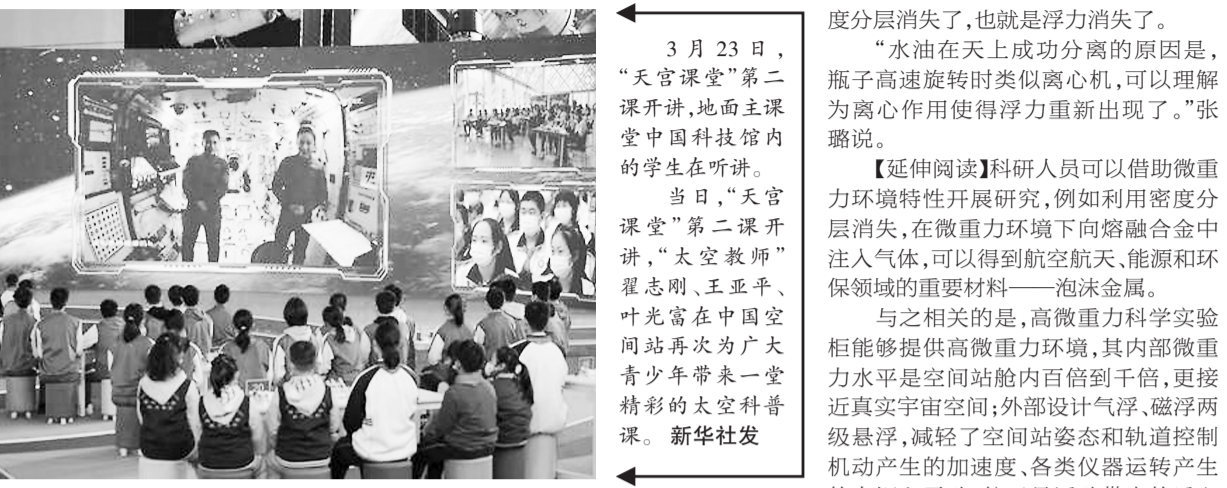 3月23日，
“天宫课堂”第二
课开讲,地面主课
堂中国科技馆内
的学生在听讲。
当日,“天宫
课堂”第二课开
讲,“太空教师”
翟志刚、王亚平、
叶光富在中国空
间站再次为广大
青少年带来一堂
精彩的太空科普
课。 新华社发
度分层消失了,也就是浮力消失了。
“水油在天上成功分离的原因是,
瓶子高速旋转时类似离心机,可以理解
为离心作用使得浮力重新出现了。”张
璐说。
【延伸阅读】科研人员可以借助微重
力环境特性开展研究,例如利用密度分
层消失,在微重力环境下向熔融合金中
注入气体,可以得到航空航天、能源和环
保领域的重要材料——泡沫金属。
与之相关的是,高微重力科学实验
柜能够提供高微重力环境,其内部微重
力水平是空间站舱内百倍到千倍,更接
近真实宇宙空间;外部设计气浮、磁浮两
级悬浮,减轻了空间站姿态和轨道控制
机动产生的加速度、各类仪器运转产生